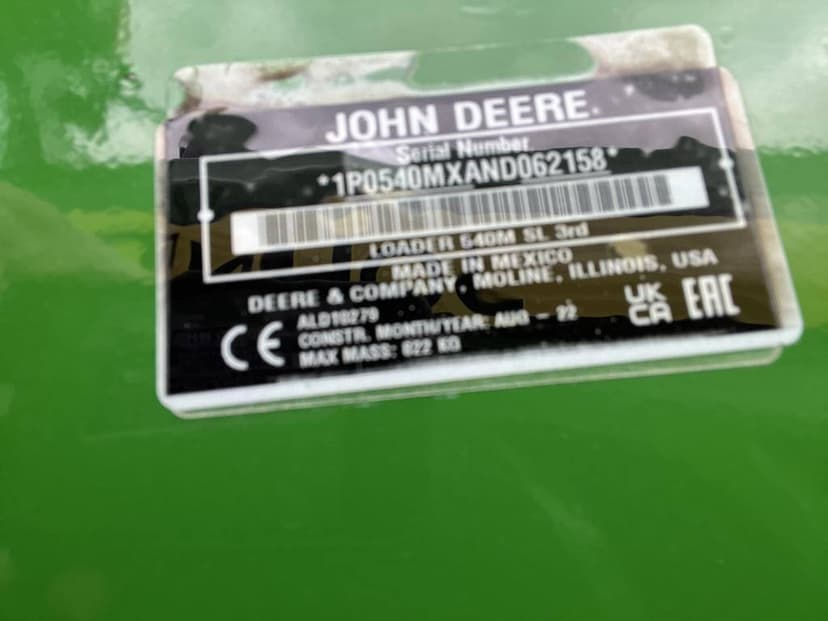 JOHN DEERE
Serial Number
*1P0540MXAND062158*
LOADER 540M SL 3rd
MADE IN MEXICO
DEERE & COMPANY, MOLINE, ILLINOIS, USA
ALD10279
CONSTR. MONTH/YEAR: AUG - 22
MAX MASS: 622 KG
CE
UK
CA
EAC